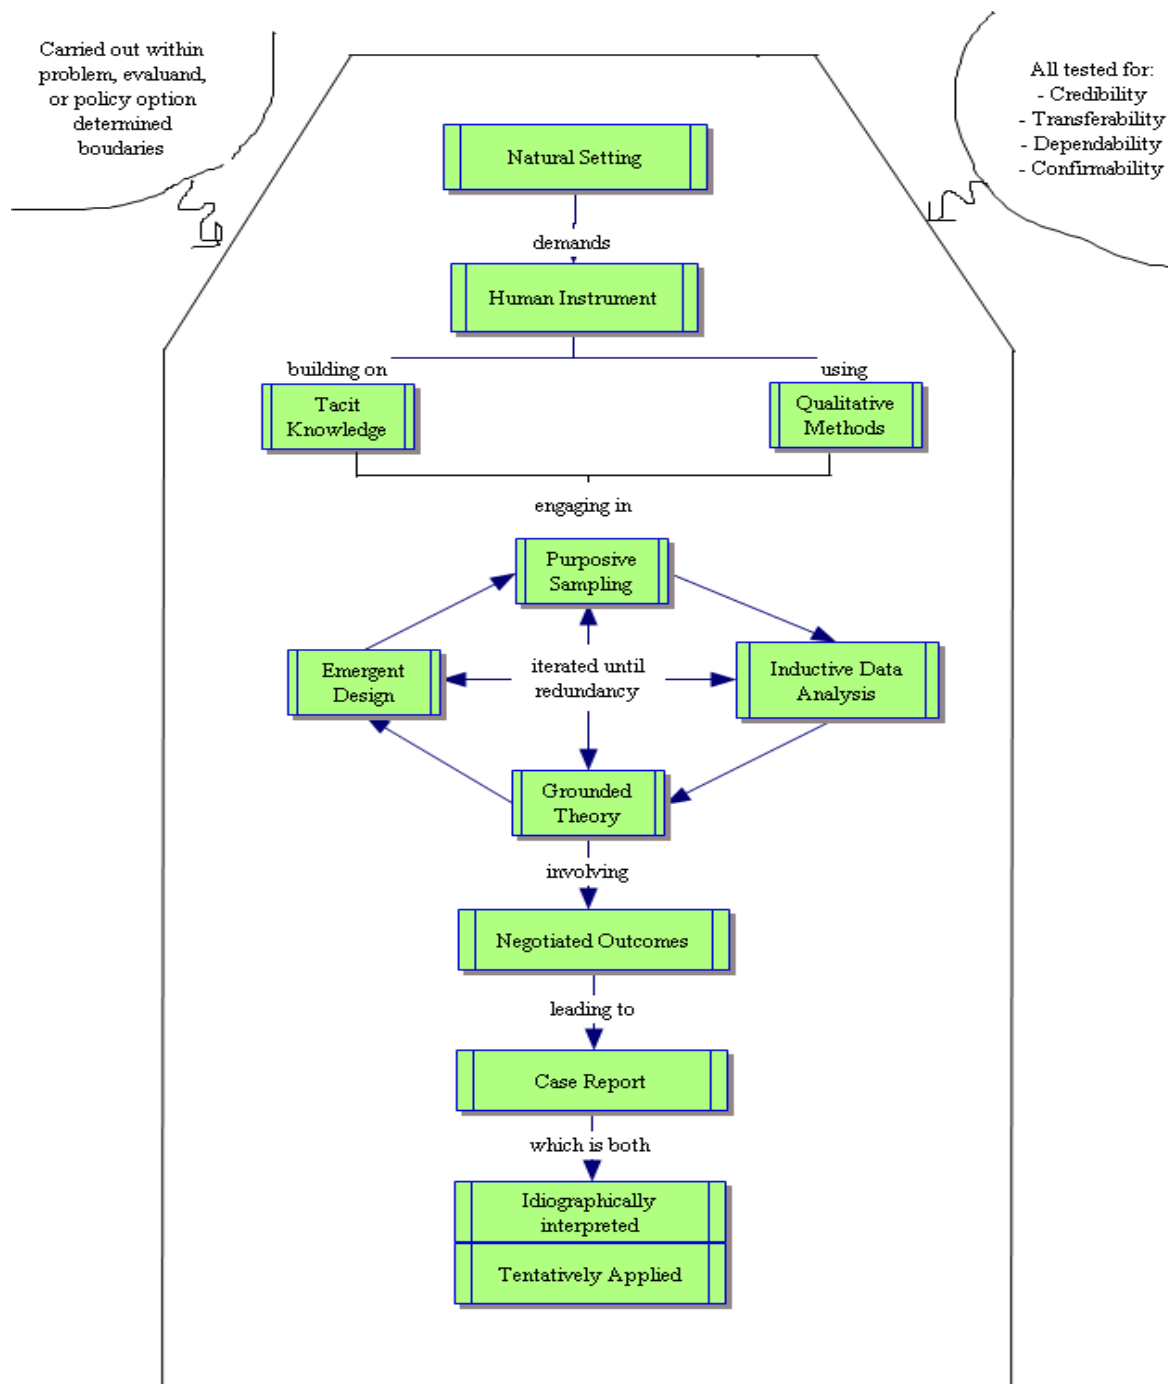 Carried out within
problem, evaluand,
or policy option
determined
boudaries
All tested for:
- Credibility
- Transferability
- Dependability
- Confirmability
Natural Setting
demands
Human Instrument
building on
using
Tacit
Knowledge
Qualitative
Methods
engaging in
Purposive
Sampling
Emergent
Design
iterated until
redundancy
Inductive Data
Analysis
Grounded
Theory
involving
Negotiated Outcomes
leading to
Case Report
which is both
Idiographically
interpreted
Tentatively Applied